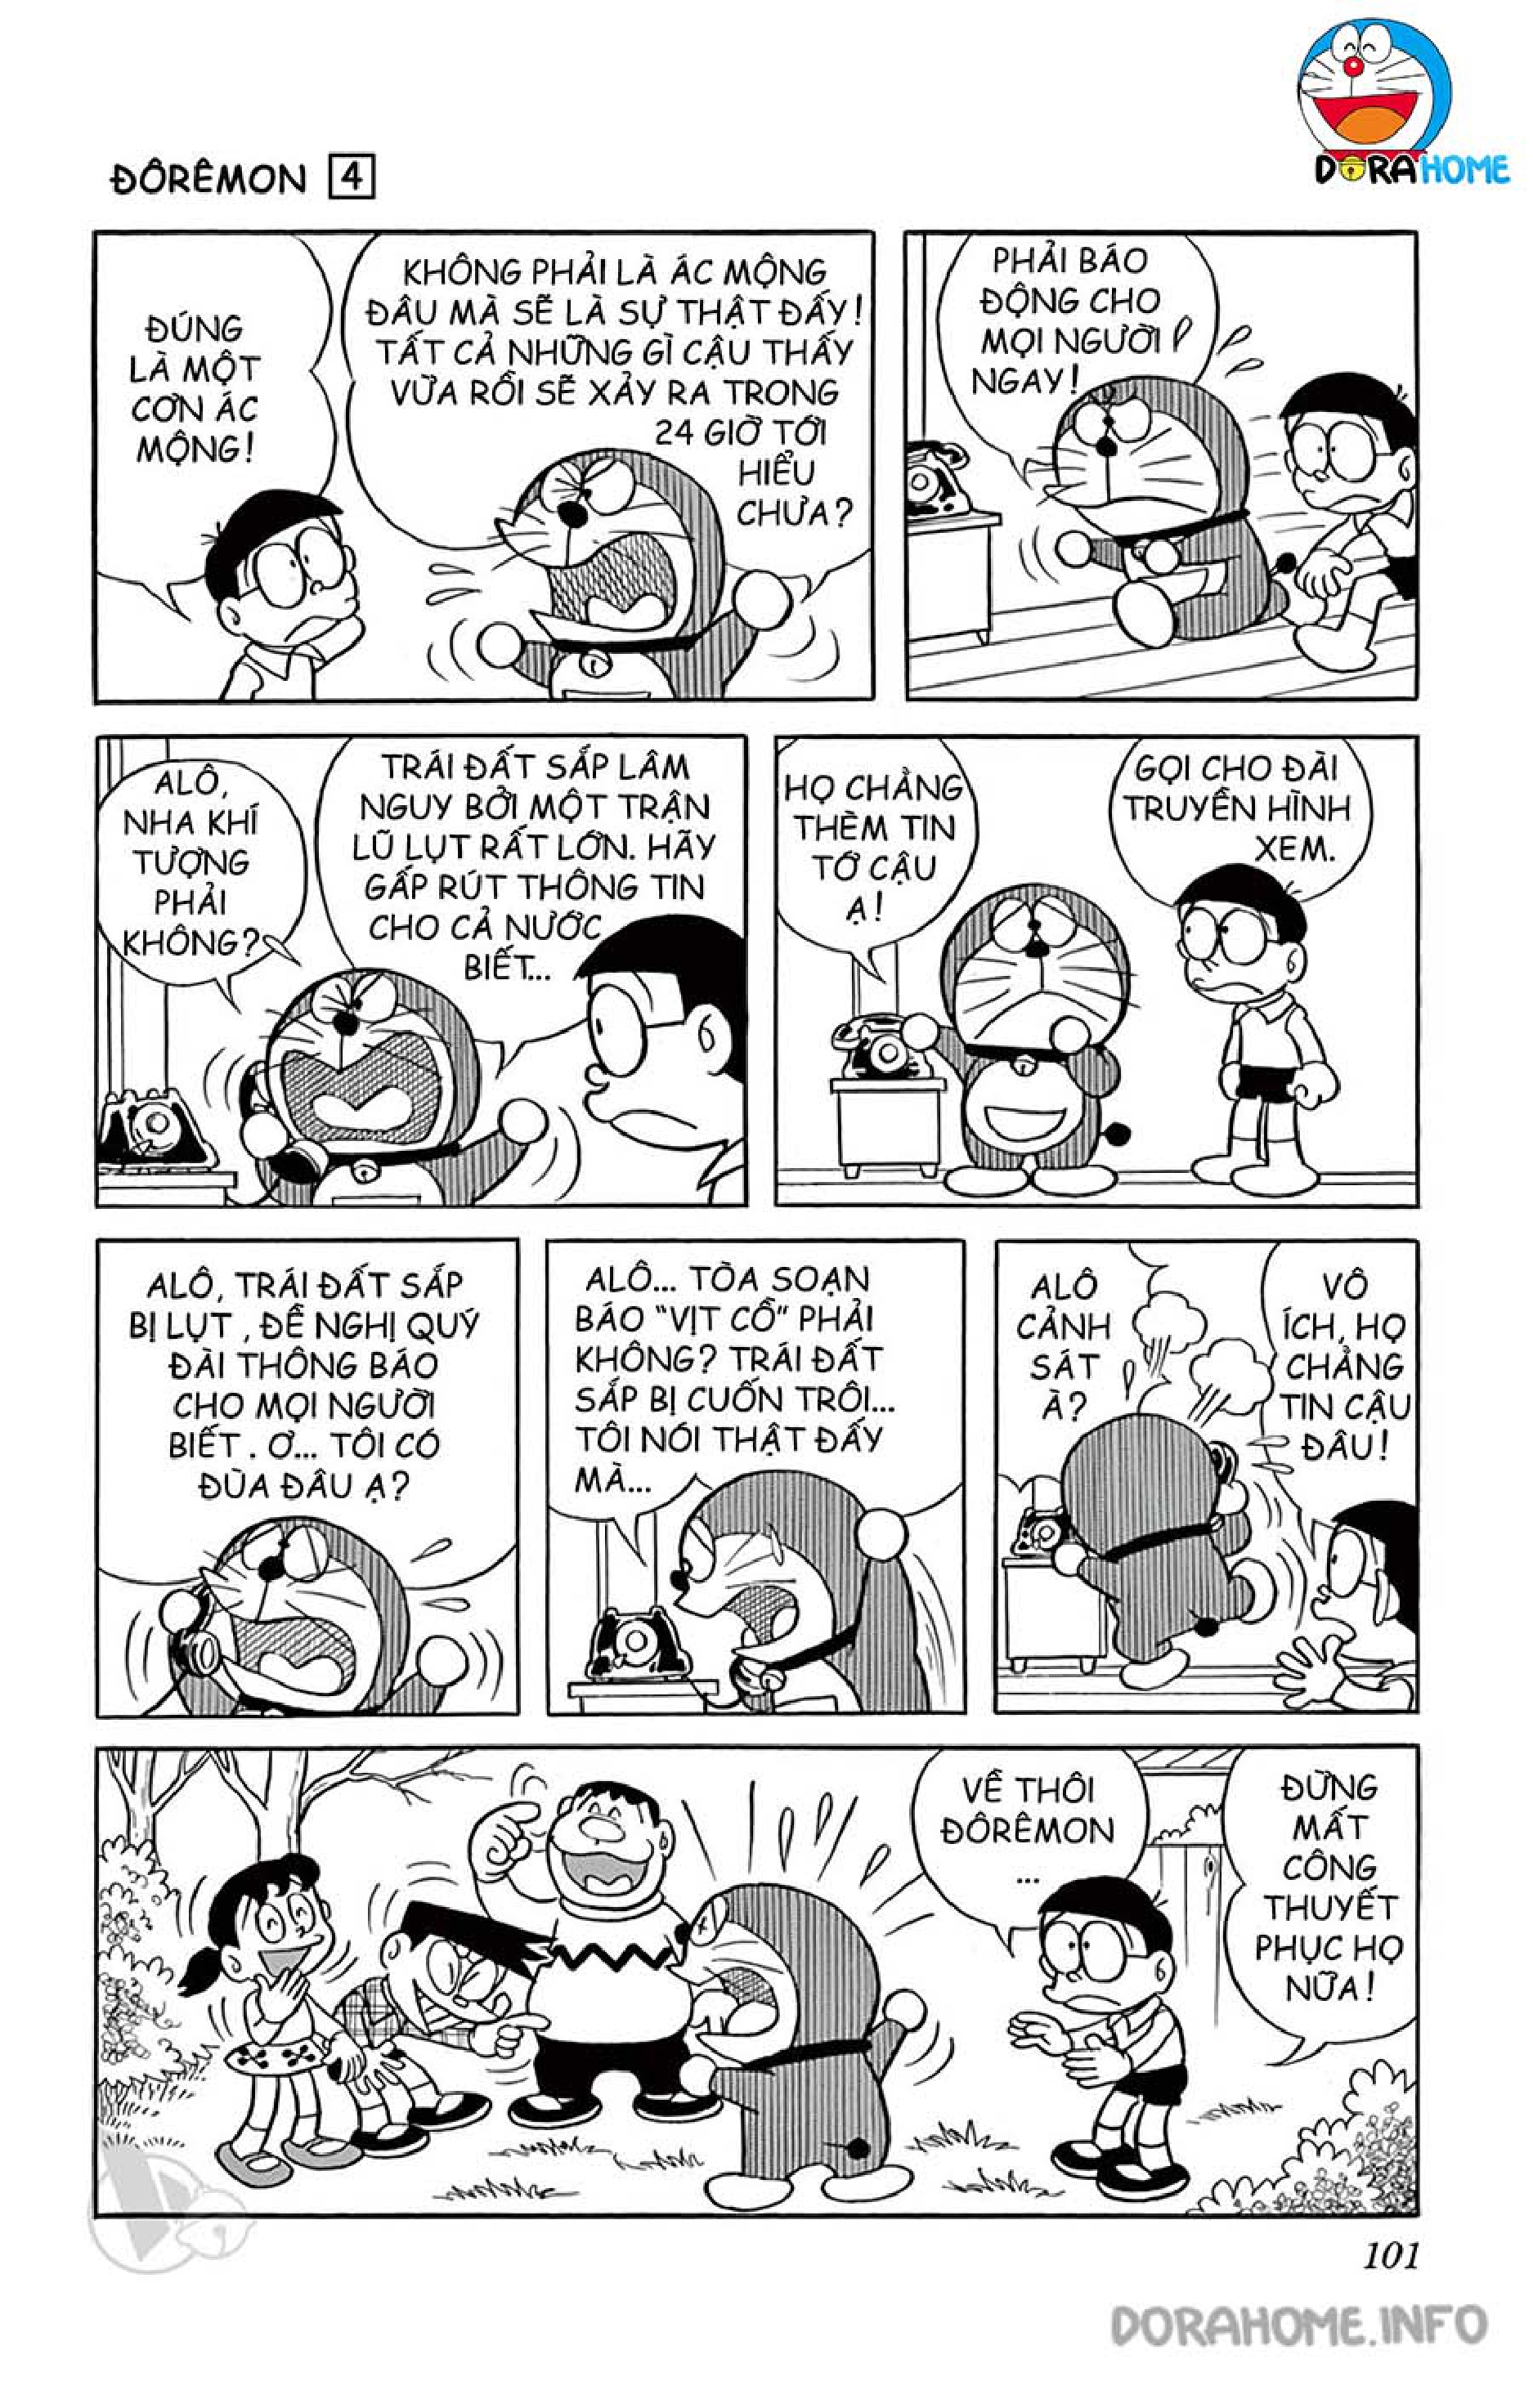 DORAHOME
ĐÔRÊMON 4
ĐÚNG
LÀ MỘT
CƠN ÁC
MỘNG!
KHÔNG PHẢI LÀ ÁC MỘNG
ĐÂU MÀ SẼ LÀ SỰ THẬT ĐẤY!
TẤT CẢ NHỮNG GÌ CẬU THẤY
VỪA RỒI SẼ XẢY RA TRONG
24 GIỜ TỚI
HIỂU
CHƯA?
PHẢI BÁO
ĐỘNG CHO
MỌI NGƯỜI
NGAY!
ALÔ,
NHA KHÍ
TƯỢNG
PHẢI
KHÔNG?
TRÁI ĐẤT SẮP LÂM
NGUY BỞI MỘT TRẬN
LŨ LỤT RẤT LỚN. HÃY
GẤP RÚT THÔNG TIN
CHO CẢ NƯỚC
BIẾT...
HỌ CHẲNG
THÈM TIN
TỚ CẬU
Ạ!
GỌI CHO ĐÀI
TRUYỀN HÌNH
XEM.
ALÔ, TRÁI ĐẤT SẮP
BỊ LỤT , ĐỀ NGHỊ QUÝ
ĐÀI THÔNG BÁO
CHO MỌI NGƯỜI
BIẾT . Ơ... TÔI CÓ
ĐÙA ĐÂU Ạ?
ALÔ... TÒA SOẠN
BÁO "VỊT CỒ" PHẢI
KHÔNG? TRÁI ĐẤT
SẮP BỊ CUỐN TRÔI...
TÔI NÓI THẬT ĐẤY
MÀ...
ALÔ
CẢNH
SÁT
À?
VÔ
ÍCH, HỌ
CHẲNG
TIN CẬU
ĐÂU!
VỀ THÔI
ĐÔRÊMON
...
ĐỪNG
MẤT
CÔNG
THUYẾT
PHỤC HỌ
NỮA!
101
DORAHOME.INFO